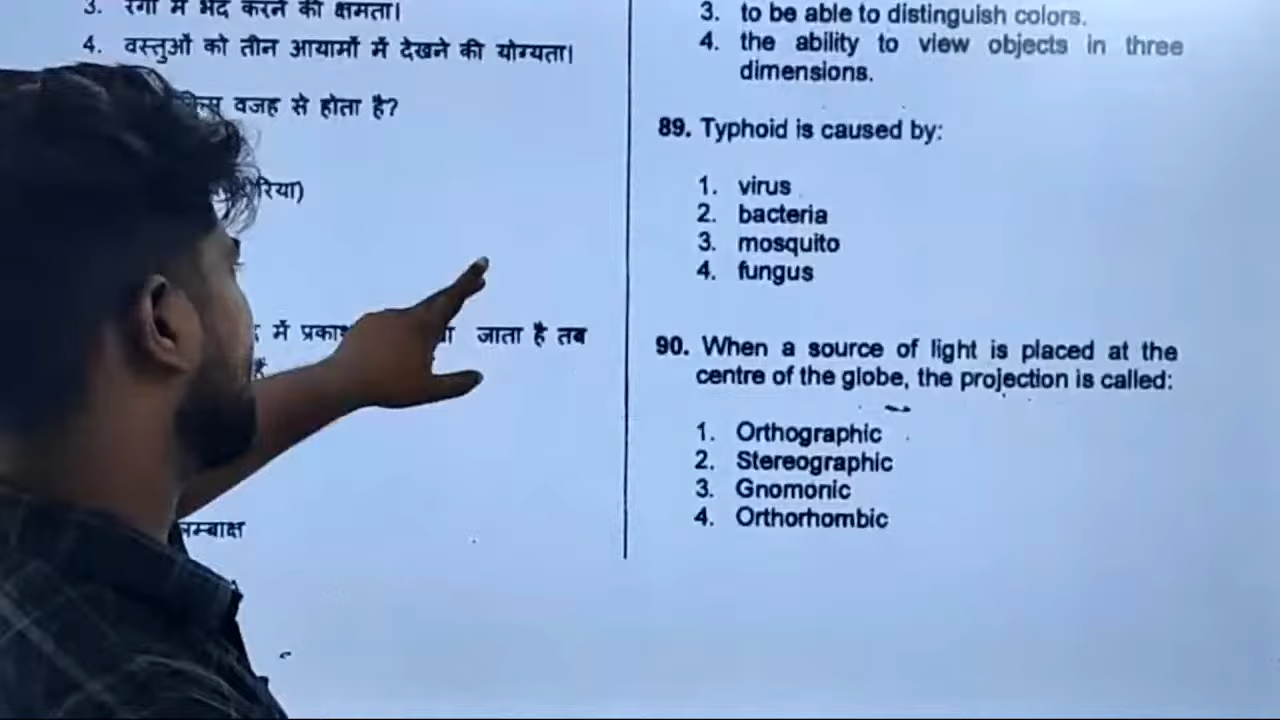 3. रंगों में भेद करने की क्षमता।
4. वस्तुओं को तीन आयामों में देखने की योग्यता।
वजह से होता है?
रिया)
में जाता है तब
लम्बाक्ष
3. to be able to distinguish colors.
4. the ability to view objects in three
dimensions.
89. Typhoid is caused by:
1. virus
2. bacteria
3. mosquito
4. fungus
90. When a source of light is placed at the
centre of the globe, the projection is called:
1. Orthographic
2. Stereographic
3. Gnomonic
4. Orthorhombic